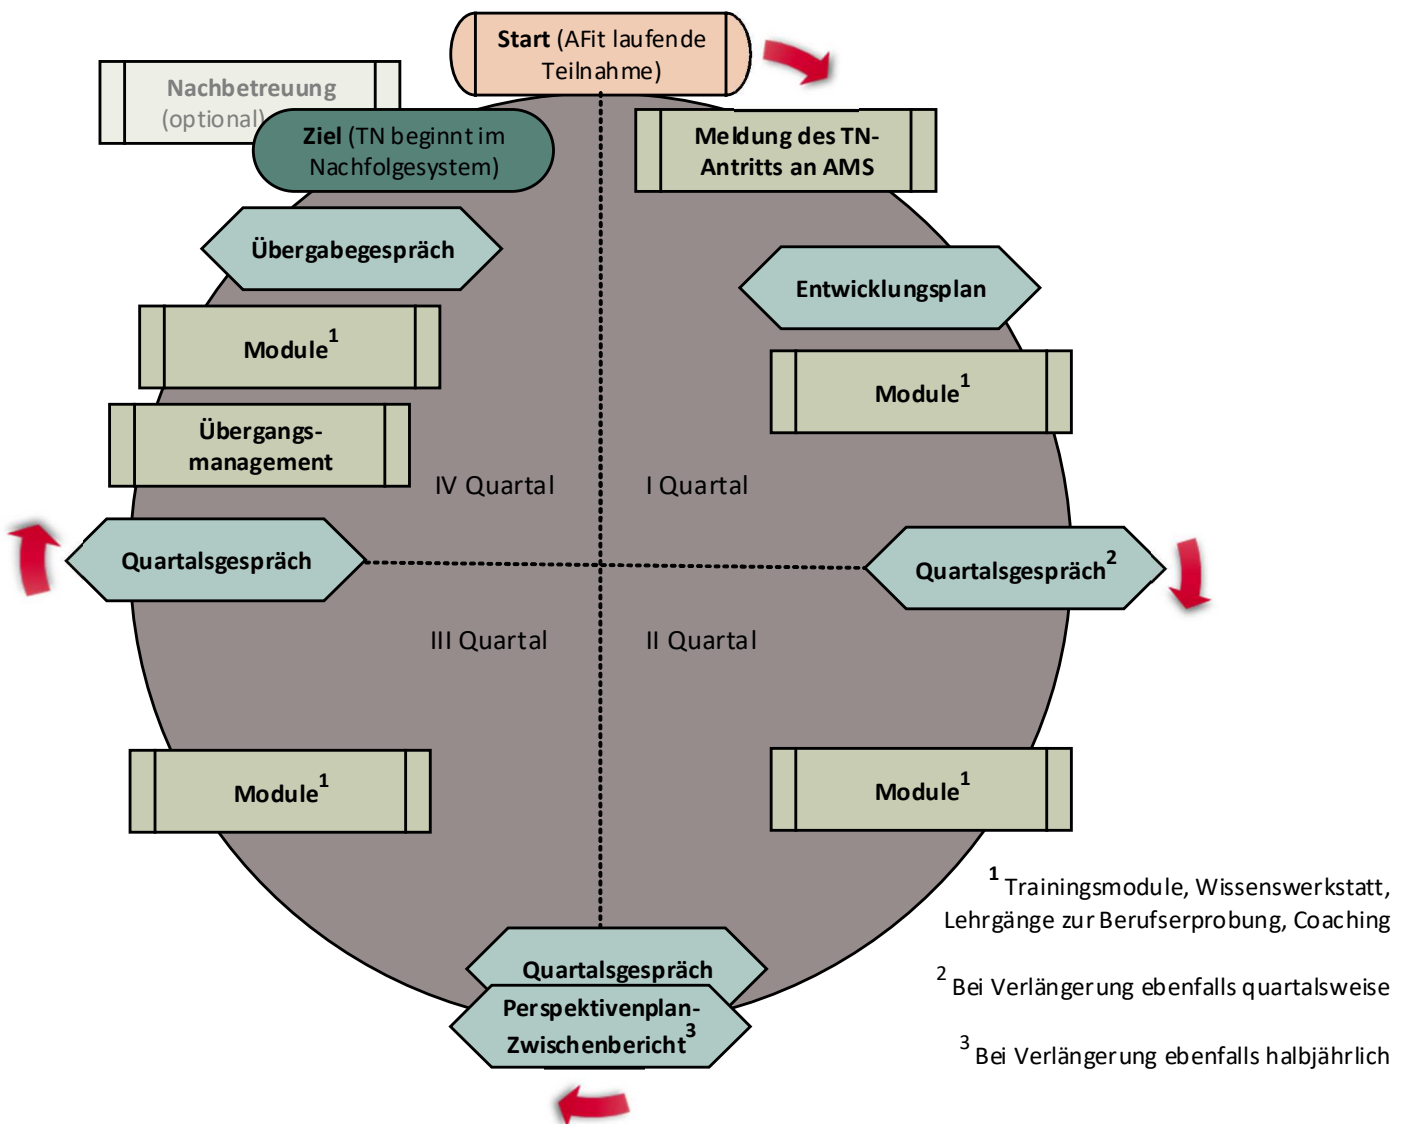 Start (AFit laufende
Teilnahme)
Nachbetreuung
(optional)
Ziel (TN beginnt im
Nachfolgesystem)
Meldung des TN-
Antritts an AMS
Übergabegespräch
Entwicklungsplan
Module1
Module1
Übergangs-
management
IV Quartal
I Quartal
Quartalsgespräch
Quartalsgespräch2
III Quartal
II Quartal
Module1
Module1
1 Trainingsmodule, Wissenswerkstatt,
Lehrgänge zur Berufserprobung, Coaching
Quartalsgespräch
Perspektivenplan-
Zwischenbericht3
2 Bei Verlängerung ebenfalls quartalsweise
3 Bei Verlängerung ebenfalls halbjährlich